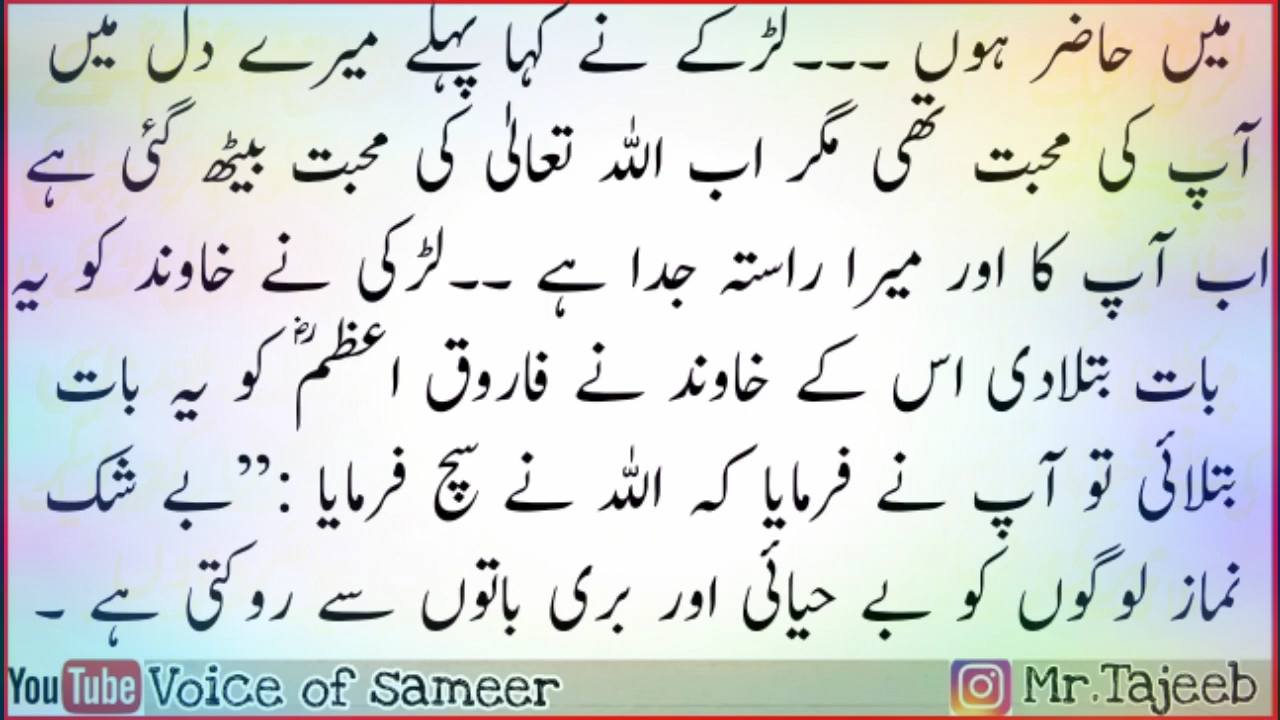 میں حاضر ہوں ۔۔۔لڑکے نے کہا پہلے میرے دل میں
آپ کی محبت تھی مگر اب اللہ تعالیٰ کی محبت بیٹھ گئی ہے
اب آپ کا اور میرا راستہ جدا ہے ۔۔لڑکی نے خاوند کو یہ
بات بتلادی اس کے خاوند نے فاروق اعظمؓ کو یہ بات
بتلائی تو آپ نے فرمایا کہ اللہ نے سچ فرمایا :”بے شک
نماز لوگوں کو بے حیائی اور بری باتوں سے روکتی ہے ۔
YouTube Voice of sameer Mr.Tajeeb